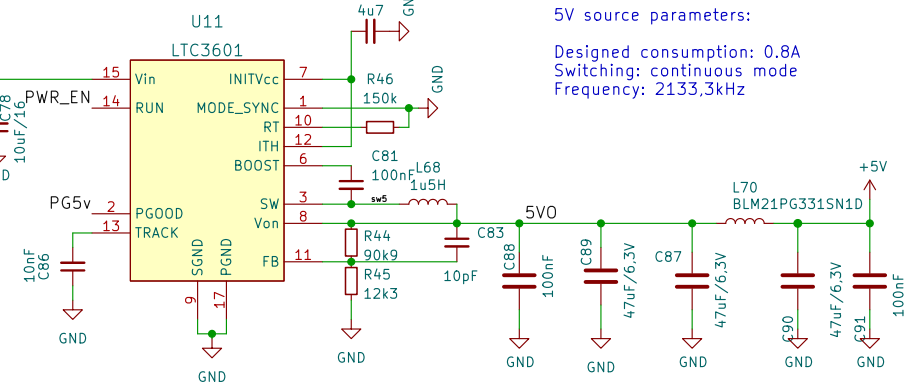 5V source parameters:
Designed consumption: 0.8A
Switching: continuous mode
Frequency: 2133,3kHz
U11
LTC3601
4u7
15
Vin
14
RUN
PWR_EN
2
PGOOD
PG5v
13
TRACK
INITVcc
7
MODE_SYNC
1
RT
10
ITH
12
BOOST
6
SW
3
Von
8
FB
11
SGND
9
PGND
17
GND
C78
10uF/16
D
10nF
C86
GND
R46
150k
GND
GN
C81
100nF
L68
1u5H
sw5
R44
90k9
R45
12k3
GND
C83
10pF
5VO
C88
100nF
GND
C89
47uF/6,3V
GND
C87
47uF/6,3V
GND
L70
BLM21PG331SN1D
+5V
C90
47uF/6,3V
GND
C91
100nF
GND